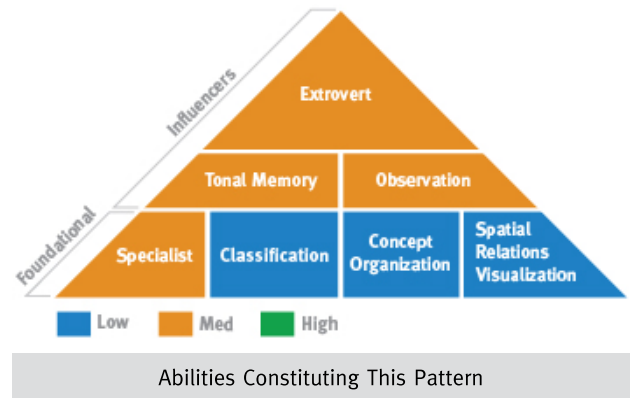 Influencers
Extrovert
Tonal Memory
Observation
Foundational
Specialist
Classification
Concept
Organization
Spatial
Relations
Visualization
Low
Med
High
Abilities Constituting This Pattern